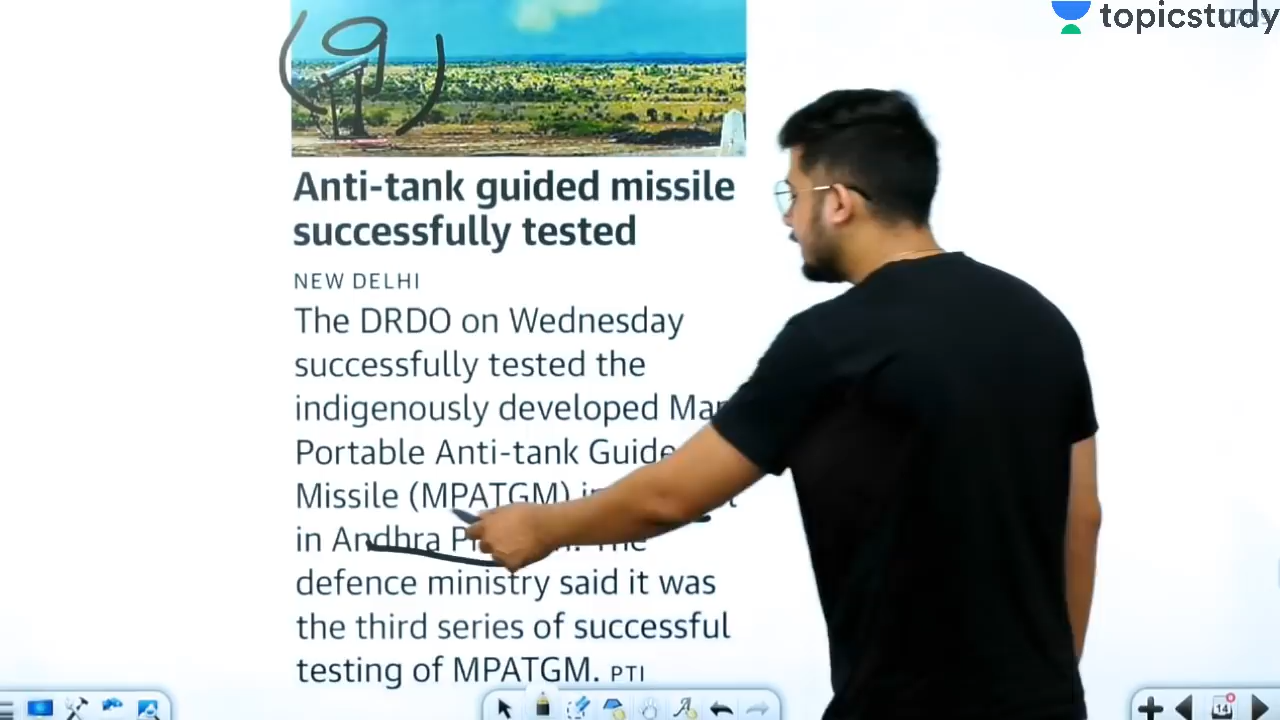 topicstudy
Anti-tank guided missile
successfully tested
NEW DELHI
The DRDO on Wednesday
successfully tested the
indigenously developed
Portable Anti-tank
Missile (MPATGM)
in Andhra
defence ministry said it was
the third series of successful
testing of MPATGM. PTI